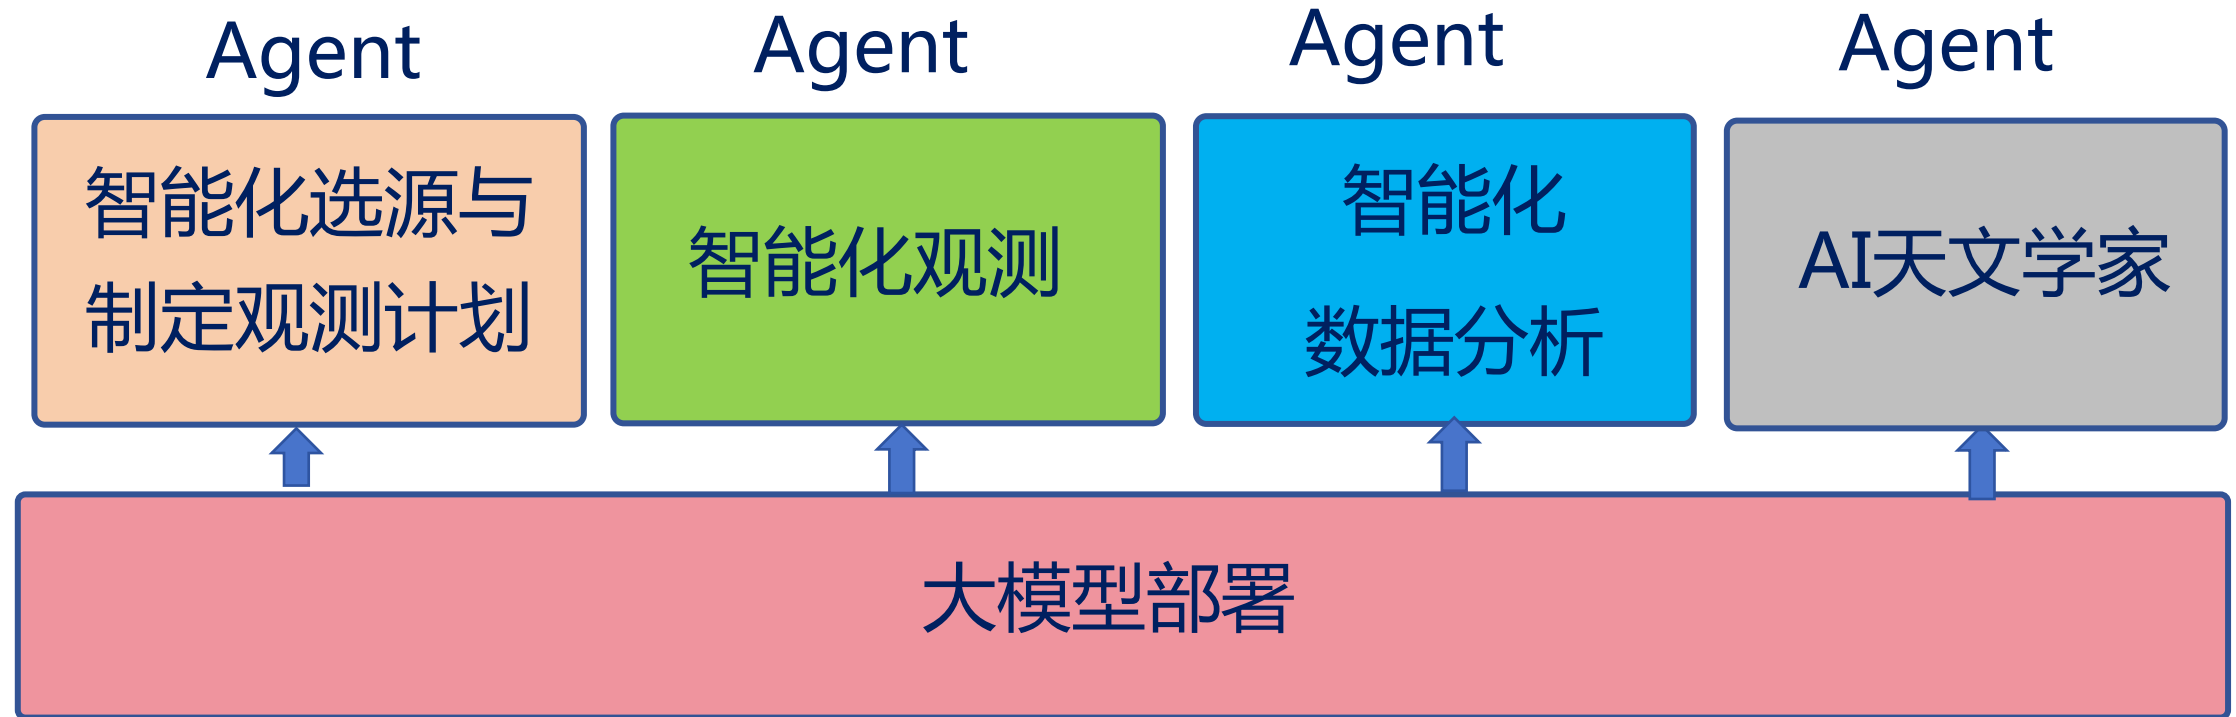 Agent
Agent
Agent
Agent
智能化选源与
制定观测计划
智能化观测
智能化
数据分析
AI天文学家
大模型部署